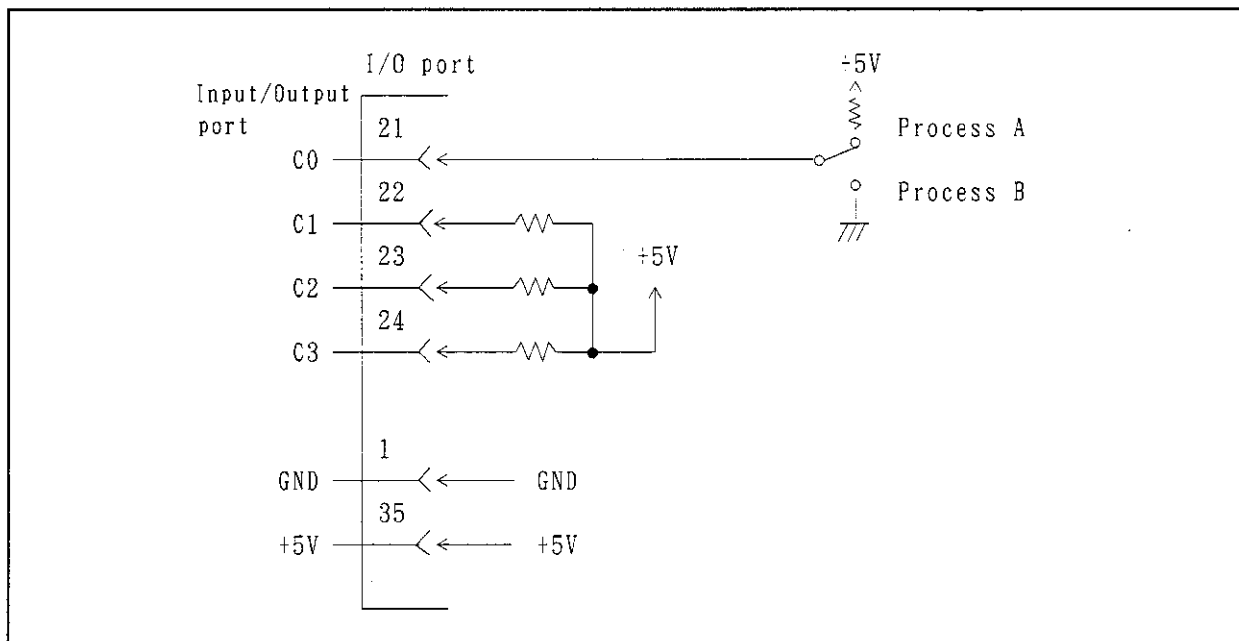 I/O port
Input/Output
port
+5V
21
Process A
C0
22
Process B
C1
23
+5V
C2
24
C3
1
GND
GND
35
+5V
+5V